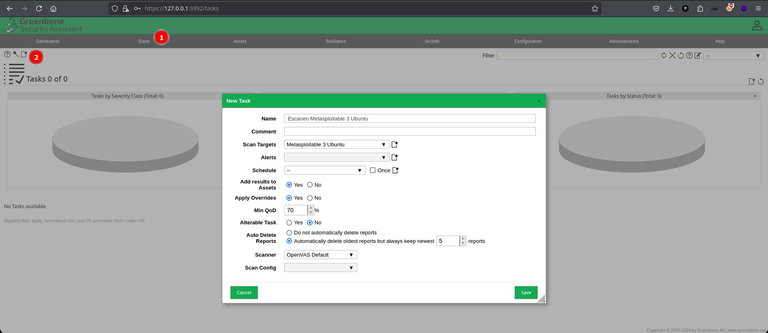 https://127.0.0.1:9392/tasks
Greenbone
Security Assistant
Dashboards Scans Assets Resilience SecInfo Configuration Administration Help
1
2
Filter
--
Tasks 0 of 0
Tasks by Severity Class (Total: 0)
Tasks by Status (Total: 0)
No Tasks available
New Task
Name Escaneo Metasploitable 3 Ubuntu
Comment
Scan Targets Metasploitable 3 Ubuntu
Alerts
Schedule -- Once
Add results to Assets Yes No
Apply Overrides Yes No
Min QoD 70 %
Alterable Task Yes No
Auto Delete Reports Do not automatically delete reports
Automatically delete oldest reports but always keep newest 5 reports
Scanner OpenVAS Default
Scan Config
Cancel Save